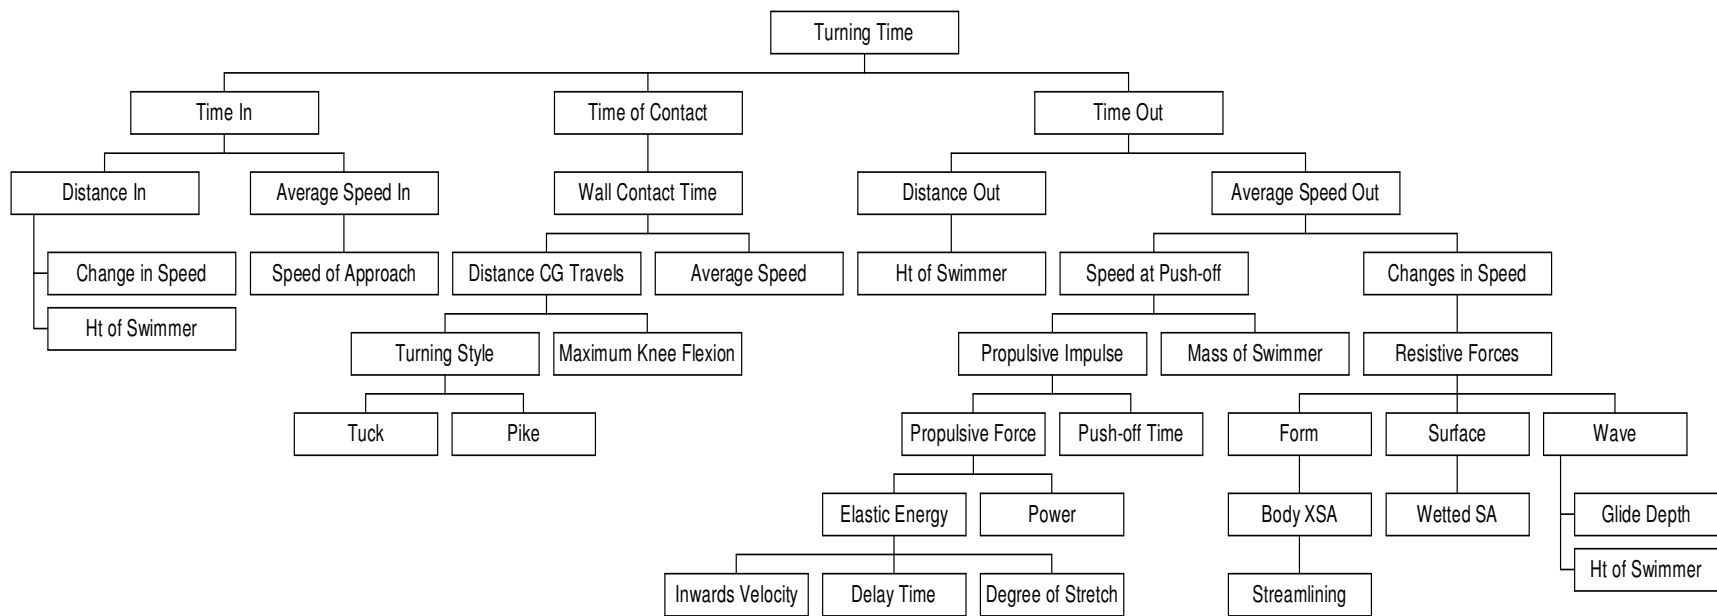 Turning Time
Time In
Time of Contact
Time Out
Distance In
Average Speed In
Wall Contact Time
Distance Out
Average Speed Out
Change in Speed
Speed of Approach
Distance CG Travels
Average Speed
Ht of Swimmer
Speed at Push-off
Changes in Speed
Ht of Swimmer
Turning Style
Maximum Knee Flexion
Propulsive Impulse
Mass of Swimmer
Resistive Forces
Tuck
Pike
Propulsive Force
Push-off Time
Form
Surface
Wave
Elastic Energy
Power
Body XSA
Wetted SA
Glide Depth
Inwards Velocity
Delay Time
Degree of Stretch
Streamlining
Ht of Swimmer